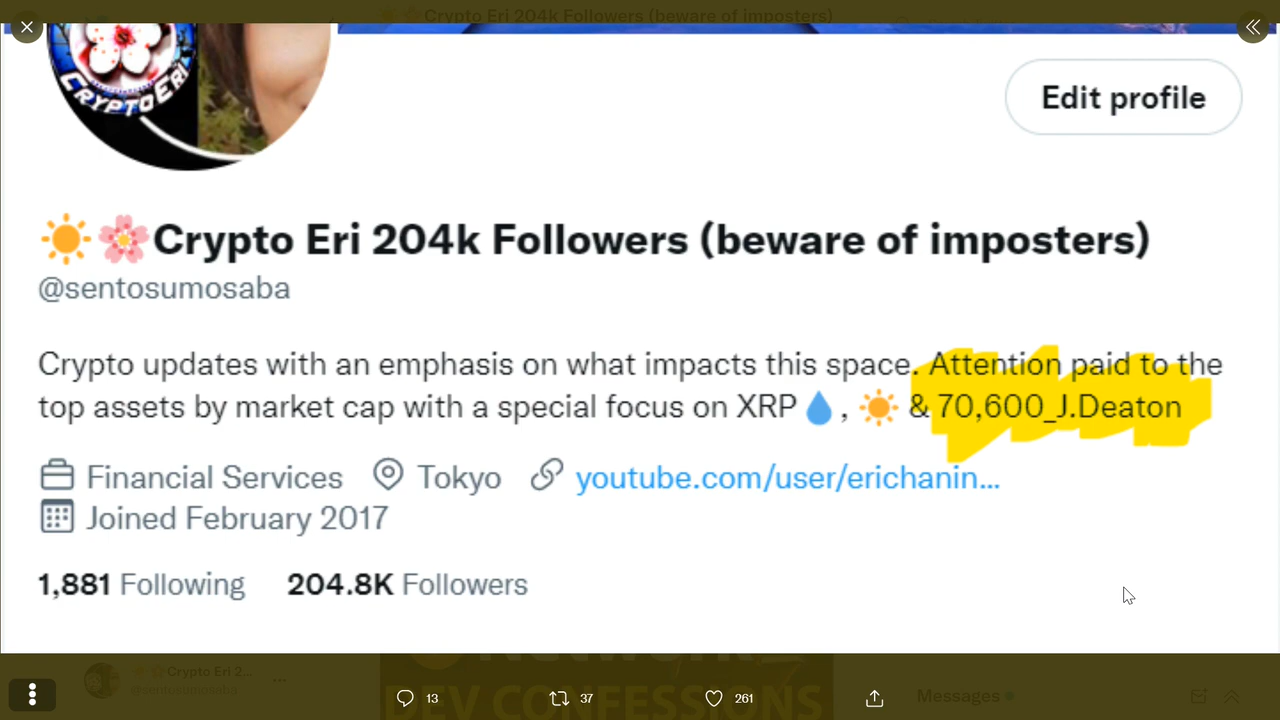 Crypto Eri 204k Followers (beware of imposters)
CRYPTOERI
Edit profile
☀️🌸Crypto Eri 204k Followers (beware of imposters)
@sentosumosaba
Crypto updates with an emphasis on what impacts this space. Attention paid to the
top assets by market cap with a special focus on XRP💧, ☀️ & 70,600_J.Deaton
Financial Services Tokyo youtube.com/user/erichanin...
Joined February 2017
1,881 Following 204.8K Followers
Crypto Eri 2...
@sentosumosaba
DEV CONFESSIONS
13 37 261
Messages